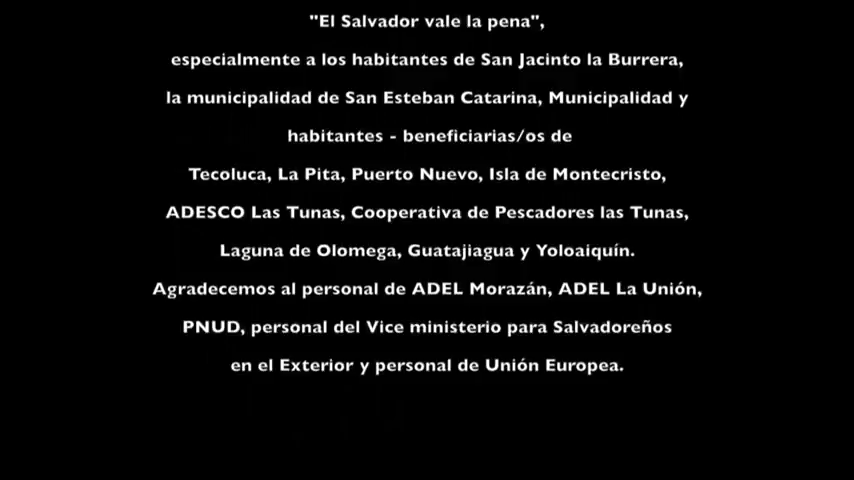 "El Salvador vale la pena",
especialmente a los habitantes de San Jacinto la Burrera,
la municipalidad de San Esteban Catarina, Municipalidad y
habitantes - beneficiarias/os de
Tecoluca, La Pita, Puerto Nuevo, Isla de Montecristo,
ADESCO Las Tunas, Cooperativa de Pescadores las Tunas,
Laguna de Olomega, Guatajiagua y Yoloaiquín.
Agradecemos al personal de ADEL Morazán, ADEL La Unión,
PNUD, personal del Vice ministerio para Salvadoreños
en el Exterior y personal de Unión Europea.